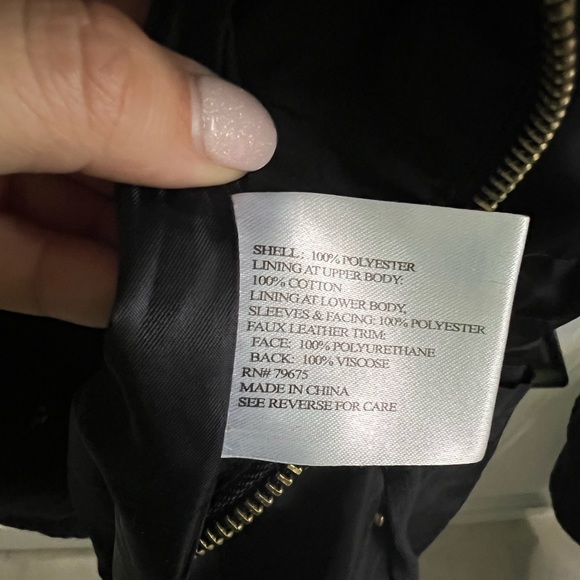 SHELL: 100% POLYESTER
LINING AT UPPER BODY:
100% COTTON
LINING AT LOWER BODY,
SLEEVES & FACING: 100% POLYESTER
FAUX LEATHER TRIM:
FACE: 100% POLYURETHANE
BACK: 100% VISCOSE
RN# 79675
MADE IN CHINA
SEE REVERSE FOR CARE